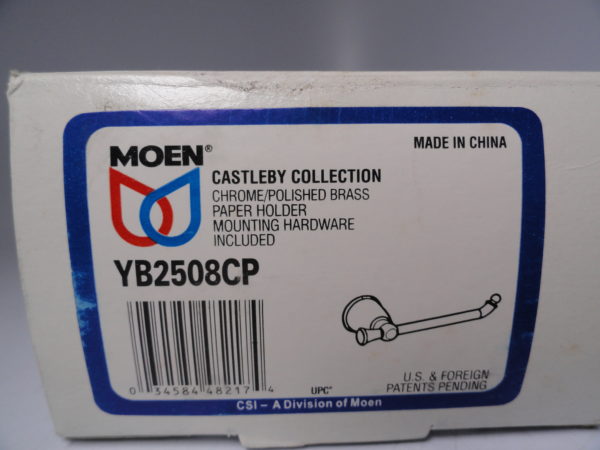 MOEN®
MADE IN CHINA
CASTLEBY COLLECTION
CHROME/POLISHED BRASS
PAPER HOLDER
MOUNTING HARDWARE
INCLUDED
YB2508CP
0 34584 48217 4
UPC
U.S. & FOREIGN
PATENTS PENDING
CSI – A Division of Moen